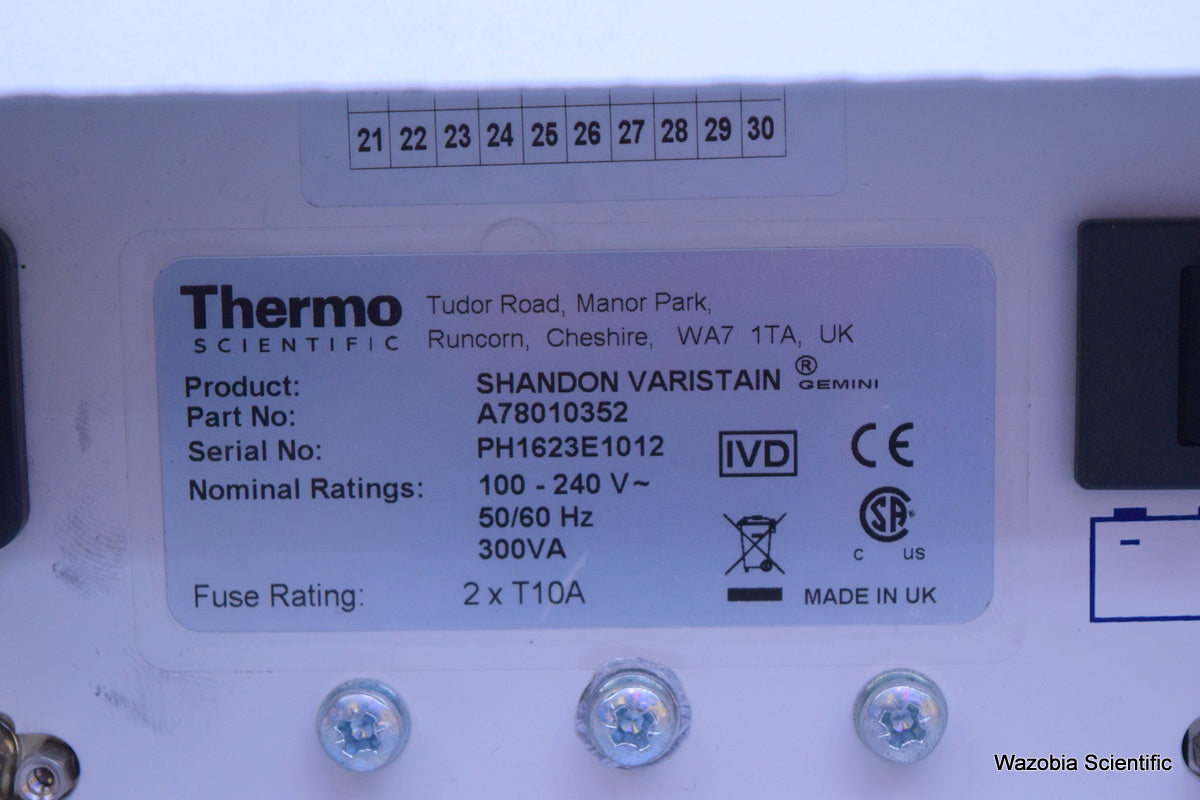 21 22 23 24 25 26 27 28 29 30
Thermo
SCIENTIFIC
Tudor Road, Manor Park,
Runcorn, Cheshire, WA7 1TA, UK
Product: SHANDON VARISTAIN ® GEMINI
Part No: A78010352
Serial No: PH1623E1012
IVD CE
Nominal Ratings: 100 - 240 V~
50/60 Hz
300VA
CSA®
C US
Fuse Rating: 2 x T10A
MADE IN UK
Wazobia Scientific